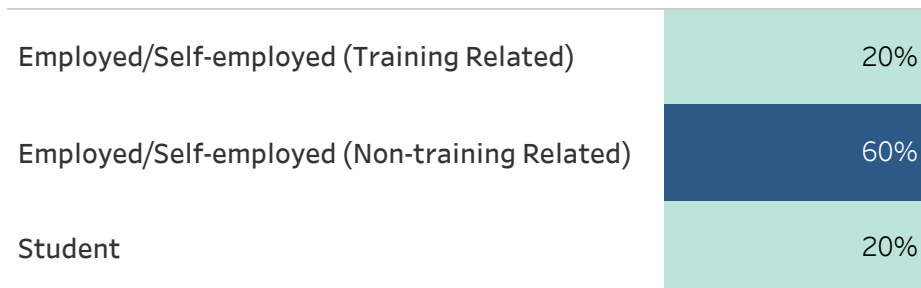 Employed/Self-employed (Training Related) 20%
Employed/Self-employed (Non-training Related) 60%
Student 20%